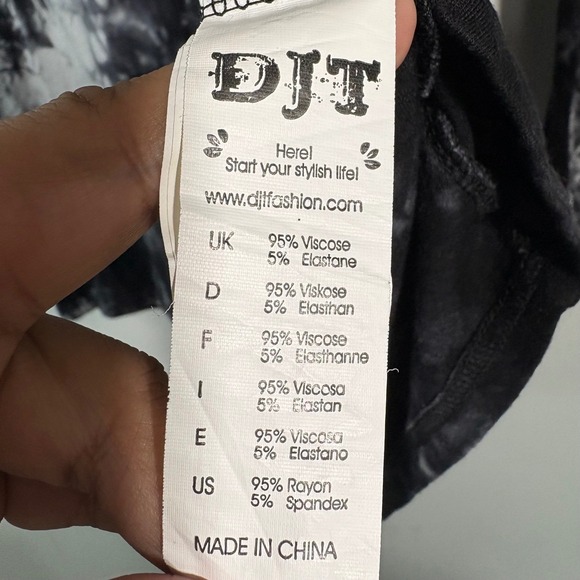 DJT
Here!
Start your stylish life!
www.djtfashion.com
UK 95% Viscose
5% Elastane
D 95% Viskose
5% Elasthan
F 95% Viscose
5% Elasthanne
I 95% Viscosa
5% Elastan
E 95% Viscosa
5% Elastano
US 95% Rayon
5% Spandex
MADE IN CHINA